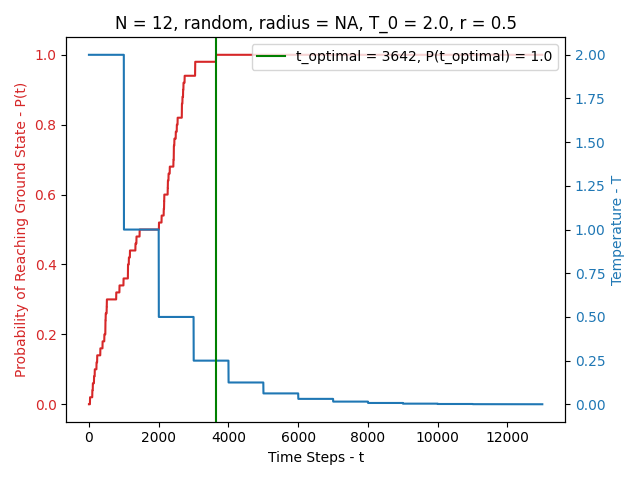 N = 12, random, radius = NA, T_0 = 2.0, r = 0.5
t_optimal = 3642, P(t_optimal) = 1.0
Probability of Reaching Ground State - P(t)
1.0
0.8
0.6
0.4
0.2
0.0
2.00
1.75
1.50
1.25
1.00
0.75
0.50
0.25
0.00
Temperature - T
0 2000 4000 6000 8000 10000 12000
Time Steps - t